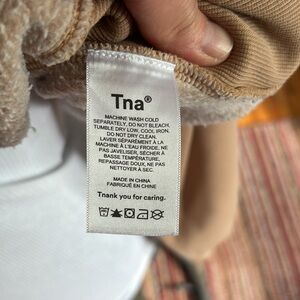 Tna®
MACHINE WASH COLD
SEPARATELY, DO NOT BLEACH,
TUMBLE DRY LOW, COOL IRON,
DO NOT DRY CLEAN.
LAVER SÉPARÉMENT À LA
MACHINE À L'EAU FROIDE, NE
PAS JAVELISER, SÉCHER À
BASSE TEMPÉRATURE,
REPASSAGE DOUX, NE PAS
NETTOYER À SEC.
MADE IN CHINA
FABRIQUÉ EN CHINE
Tnank you for caring.